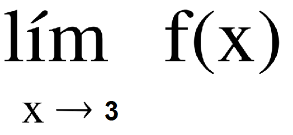 lím f(x)
x → 3